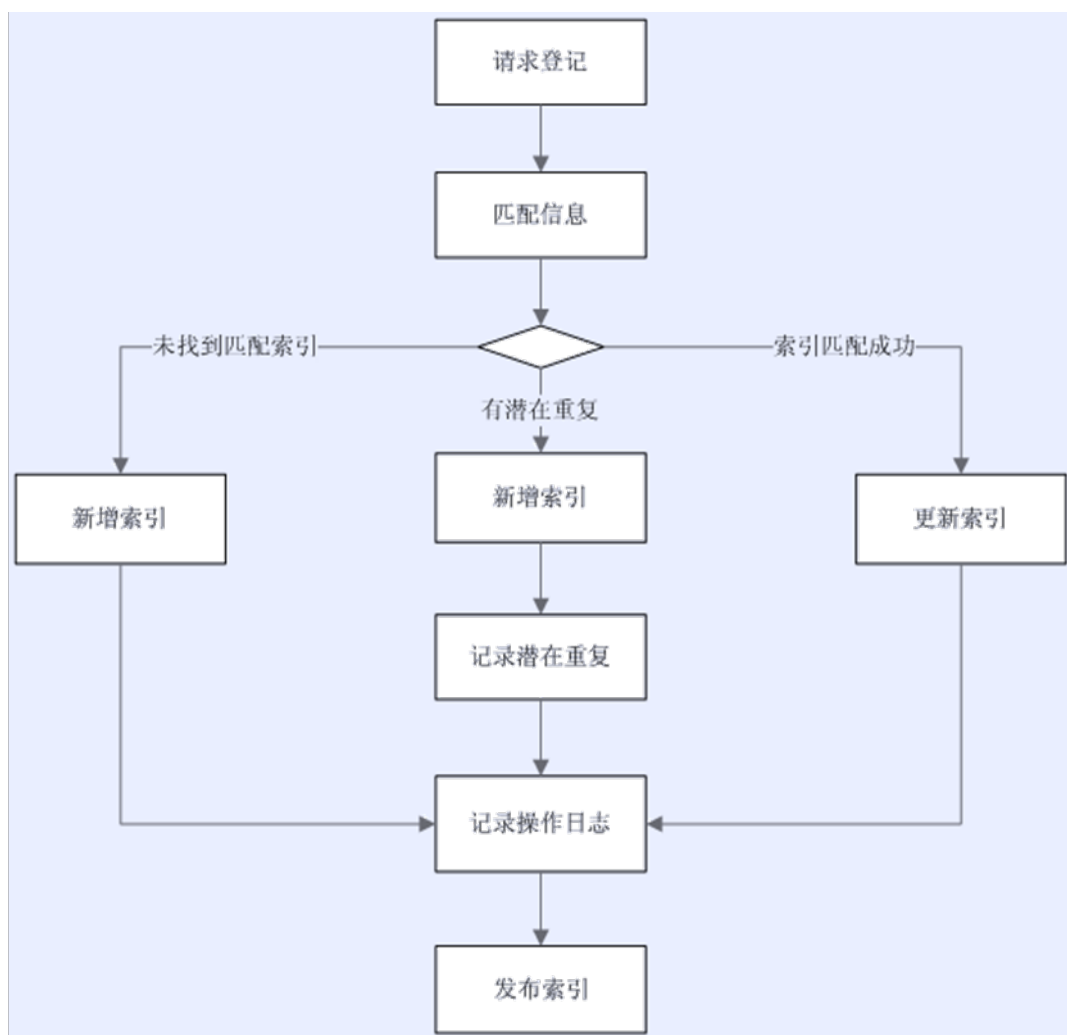 请求登记
匹配信息
未找到匹配索引
索引匹配成功
有潜在重复
新增索引
新增索引
更新索引
记录潜在重复
记录操作日志
发布索引